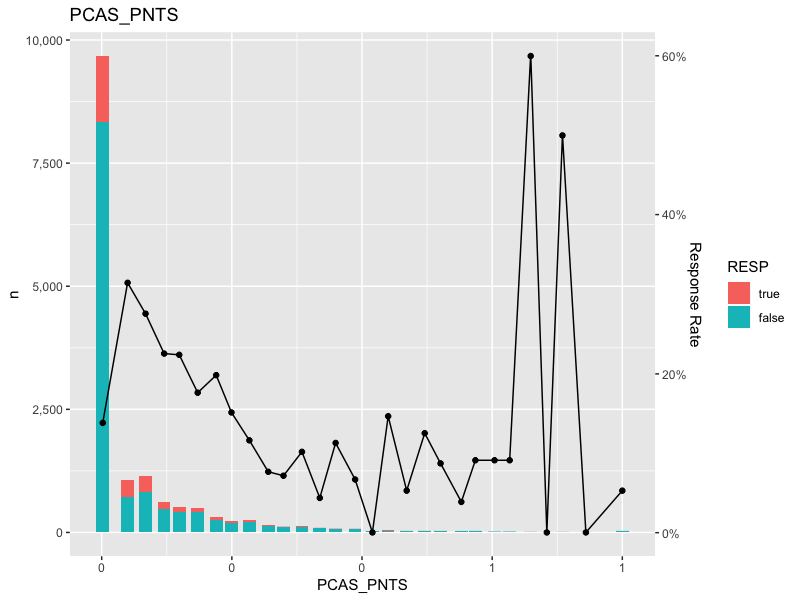 PCAS_PNTS
10,000
7,500
5,000
2,500
0
n
60%
40%
20%
0%
Response Rate
0 0 0 1 1
PCAS_PNTS
RESP
true
false